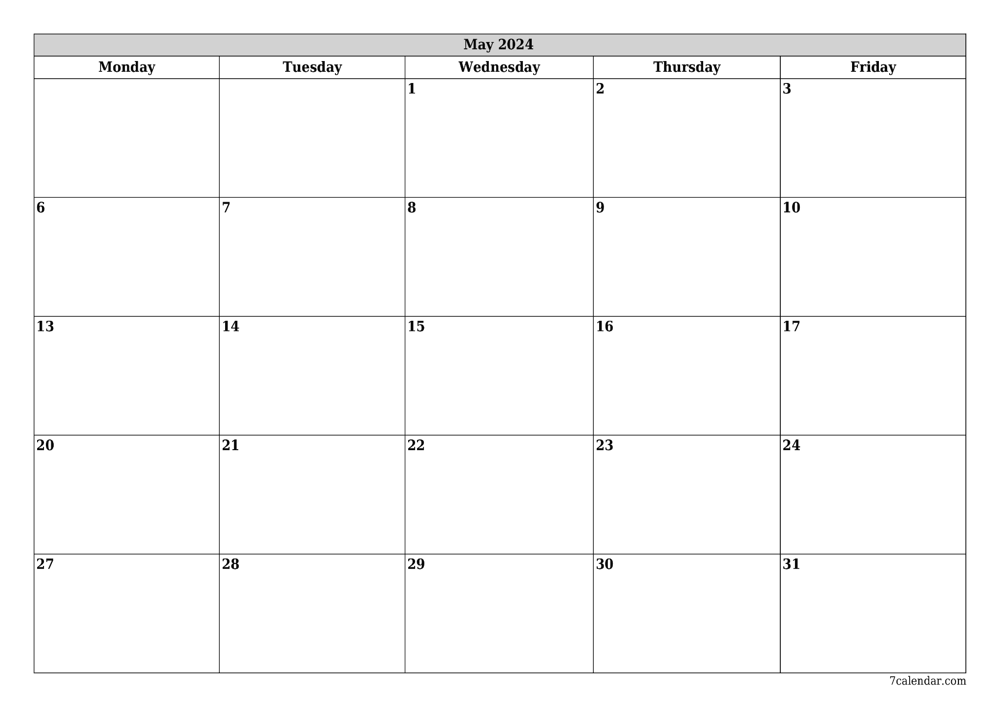 May 2024
Monday Tuesday Wednesday Thursday Friday
1 2 3
6 7 8 9 10
13 14 15 16 17
20 21 22 23 24
27 28 29 30 31
7calendar.com